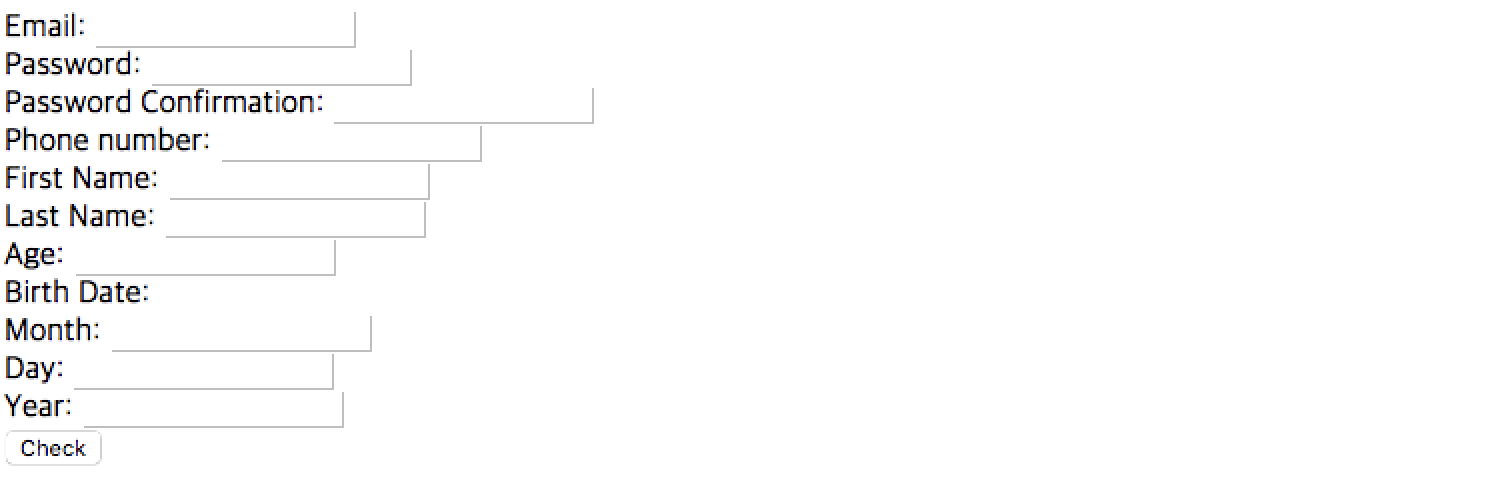 Email:
Password:
Password Confirmation:
Phone number:
First Name:
Last Name:
Age:
Birth Date:
Month:
Day:
Year:
Check